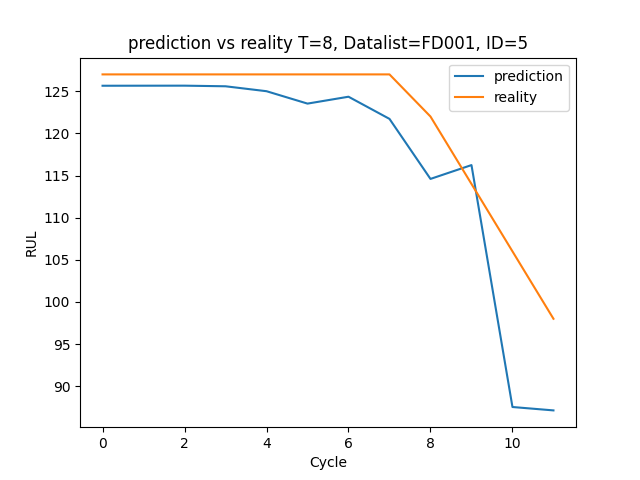 prediction vs reality T=8, Datalist=FD001, ID=5
prediction
reality
RUL
125
120
115
110
105
100
95
90
0 2 4 6 8 10
Cycle